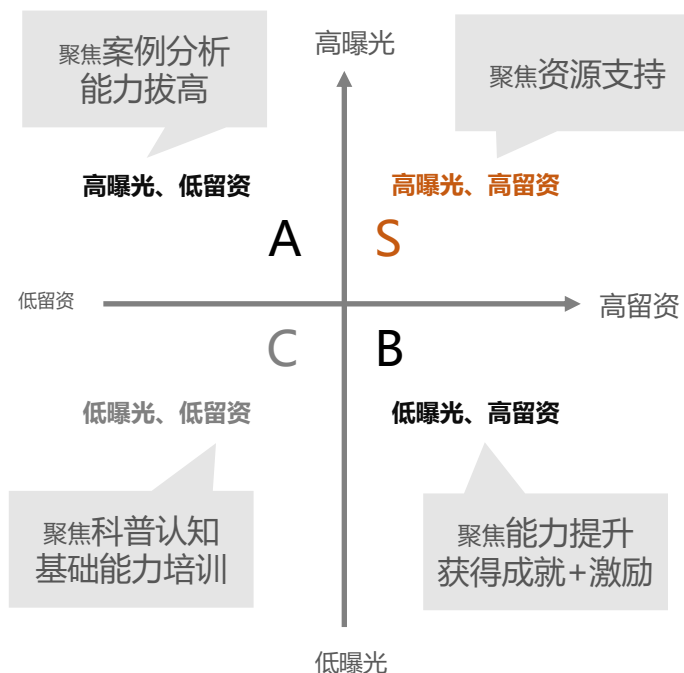 高曝光
聚焦案例分析
能力拔高
聚焦资源支持
高曝光、低留资
高曝光、高留资
A
S
低留资
高留资
C
B
低曝光、低留资
低曝光、高留资
聚焦科普认知
基础能力培训
聚焦能力提升
获得成就+激励
低曝光